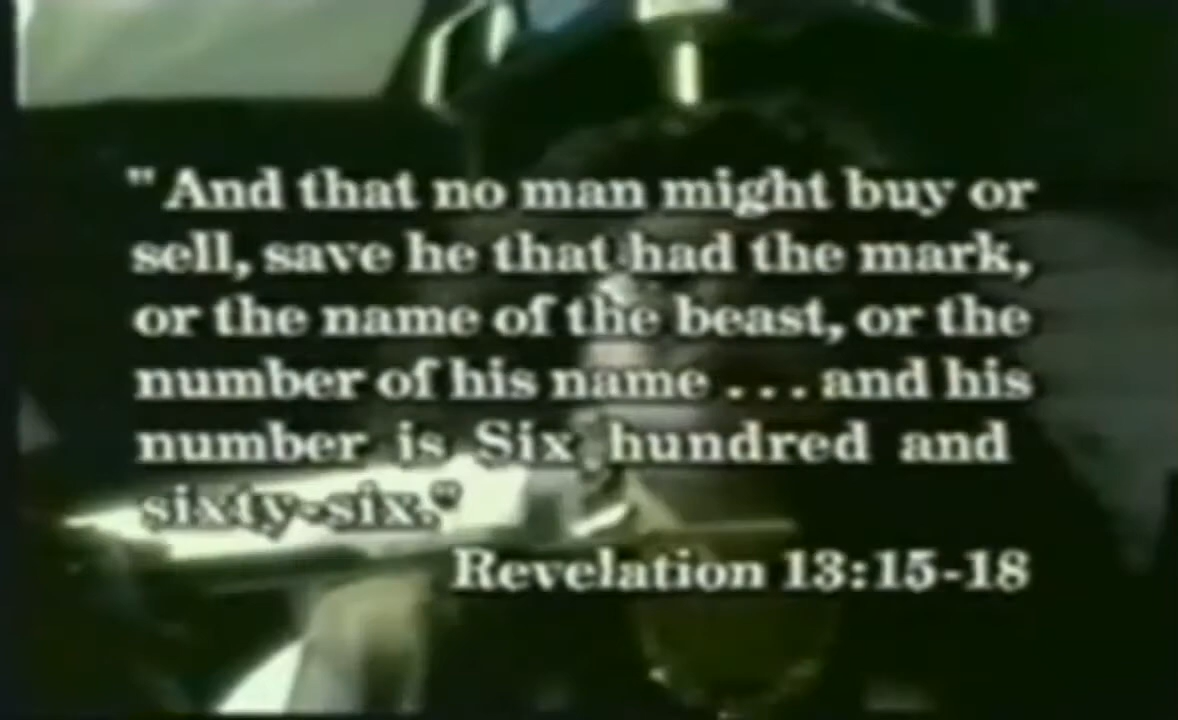 "And that no man might buy or
sell, save he that had the mark,
or the name of the beast, or the
number of his name . . . and his
number is Six hundred and
sixty-six."
Revelation 13:15-18